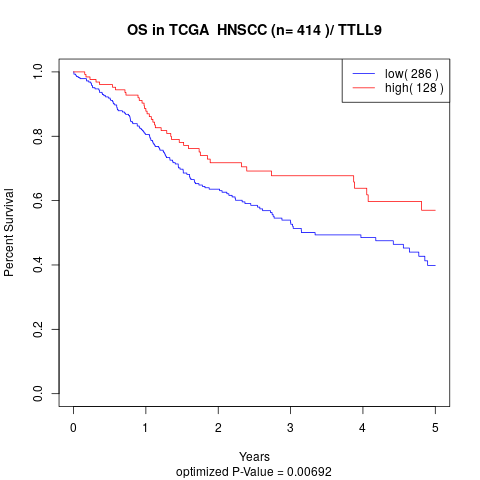 OS in TCGA  HNSCC (n= 414 )/ TTLL9
low( 286 )
high( 128 )
Percent Survival
1.0
0.8
0.6
0.4
0.2
0.0
0 1 2 3 4 5
Years
optimized P-Value = 0.00692